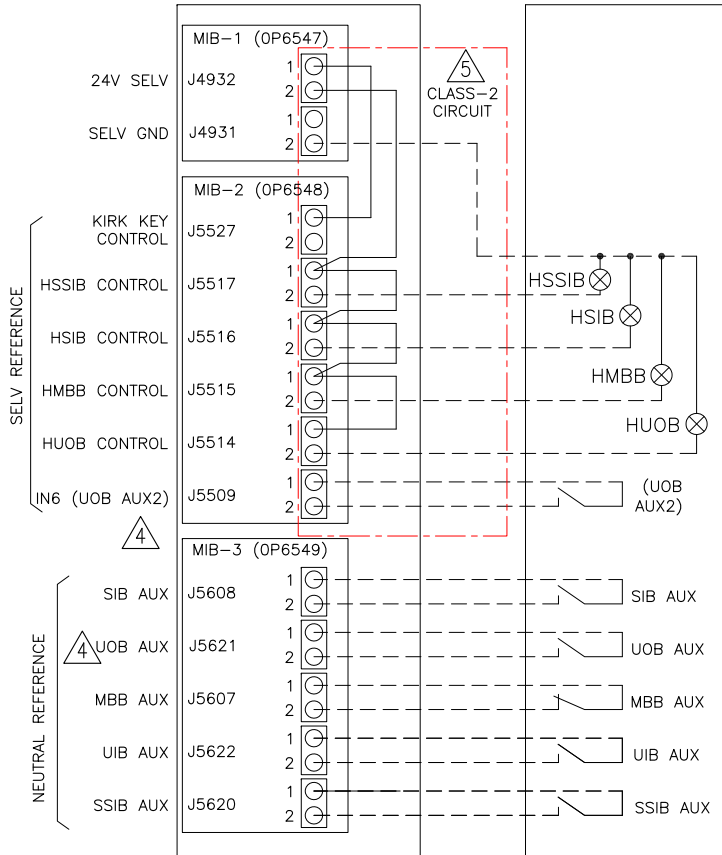 MIB-1 (0P6547)
24V SELV J4932 1
2
SELV GND J4931 1
2
5
CLASS-2
CIRCUIT
MIB-2 (0P6548)
SELV REFERENCE
KIRK KEY
CONTROL J5527 1
2
HSSIB CONTROL J5517 1
2
HSIB CONTROL J5516 1
2
HMBB CONTROL J5515 1
2
HUOB CONTROL J5514 1
2
IN6 (UOB AUX2) J5509 1
2
4
HSSIB
HSIB
HMBB
HUOB
(UOB
AUX2)
MIB-3 (0P6549)
NEUTRAL REFERENCE
SIB AUX J5608 1
2
SIB AUX
4
UOB AUX J5621 1
2
UOB AUX
MBB AUX J5607 1
2
MBB AUX
UIB AUX J5622 1
2
UIB AUX
SSIB AUX J5620 1
2
SSIB AUX